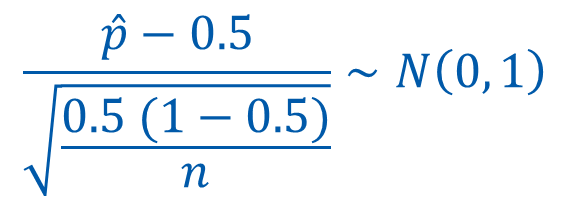 p̂ − 0.5
0.5 (1 − 0.5)
n
~ N(0, 1)